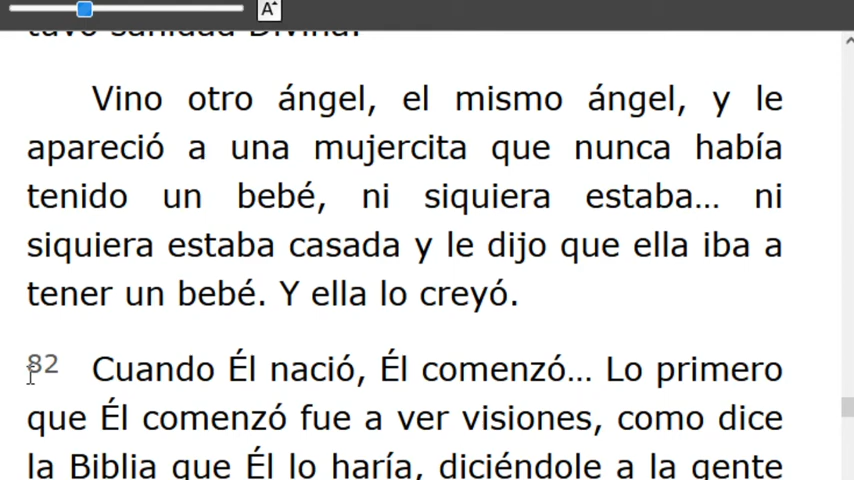 A
tuvo sanidad Divina.
Vino otro ángel, el mismo ángel, y le
apareció a una mujercita que nunca había
tenido un bebé, ni siquiera estaba… ni
siquiera estaba casada y le dijo que ella iba a
tener un bebé. Y ella lo creyó.
82 Cuando Él nació, Él comenzó… Lo primero
que Él comenzó fue a ver visiones, como dice
la Biblia que Él lo haría, diciéndole a la gente